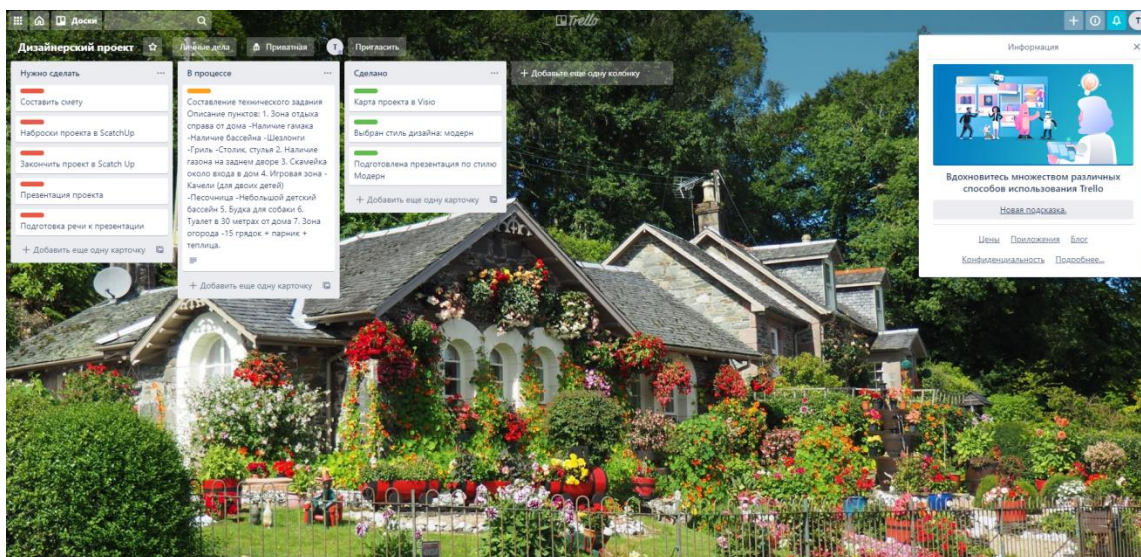 Доски
Trello
Дизайнерский проект
Личные дела
Приватная
T
Пригласить
T
Нужно сделать
Составить смету
Наброски проекта в ScatchUp
Закончить проект в Scatch Up
Презентация проекта
Подготовка речи к презентации
+ Добавить еще одну карточку
В процессе
Составление технического задания
Описание пунктов: 1. Зона отдыха
справа от дома -Наличие гамака
-Наличие бассейна -Шезлонги
-Гриль -Столик, стулья 2. Наличие
газона на заднем дворе 3. Скамейка
около входа в дом 4. Игровая зона -
Качели (для двоих детей)
-Песочница -Небольшой детский
бассейн 5. Будка для собаки 6.
Туалет в 30 метрах от дома 7. Зона
огорода -15 грядок + парник +
теплица.
+ Добавить еще одну карточку
Сделано
Карта проекта в Visio
Выбран стиль дизайна: модерн
Подготовлена презентация по стилю
Модерн
+ Добавить еще одну карточку
+ Добавьте ещё одну колонку
Информация
Вдохновитесь множеством различных
способов использования Trello
Новая подсказка.
Цены Приложения Блог
Конфиденциальность Подробнее...